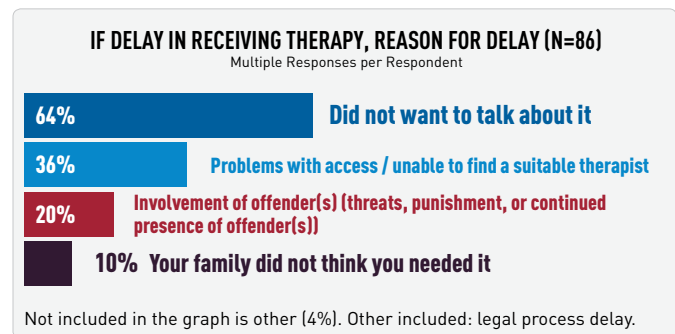 IF DELAY IN RECEIVING THERAPY, REASON FOR DELAY (N=86)
Multiple Responses per Respondent
64% Did not want to talk about it
36% Problems with access / unable to find a suitable therapist
20% Involvement of offender(s) (threats, punishment, or continued
presence of offender(s))
10% Your family did not think you needed it
Not included in the graph is other (4%). Other included: legal process delay.